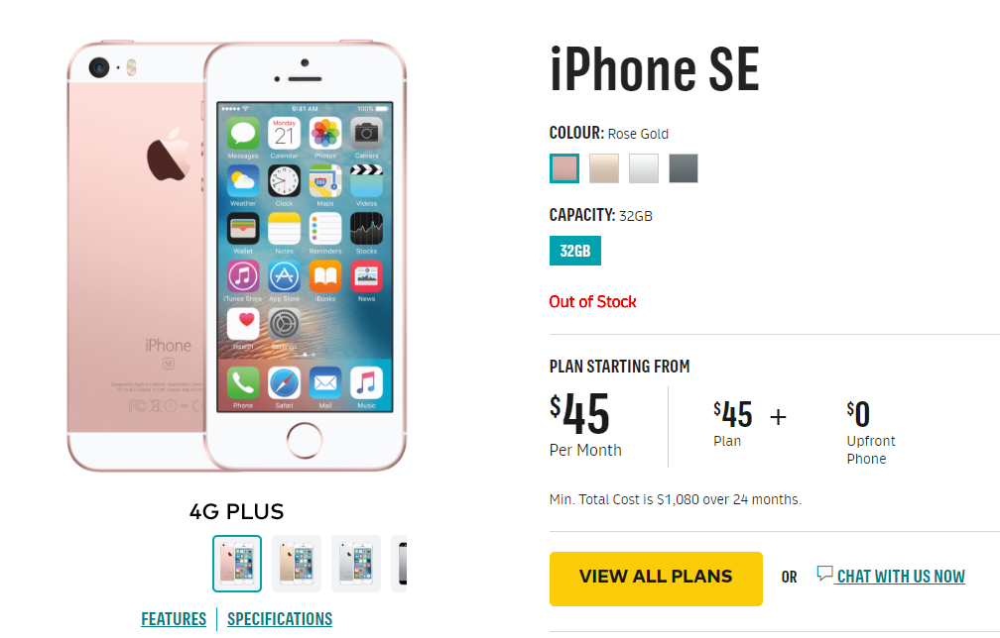 iPhone SE
COLOUR: Rose Gold
CAPACITY: 32GB
32GB
Out of Stock
PLAN STARTING FROM
$45
Per Month
$45 + $0
Plan
Upfront
Phone
Min. Total Cost is $1,080 over 24 months.
VIEW ALL PLANS OR CHAT WITH US NOW
9:41 AM 100%
Monday
21
Messages Calendar Photos Camera
Weather Clock Maps Videos
Wallet Notes Reminders Stocks
iTunes Store App Store iBooks News
Health Settings
Phone Safari Mail Music
iPhone
SE
4G PLUS
FEATURES SPECIFICATIONS